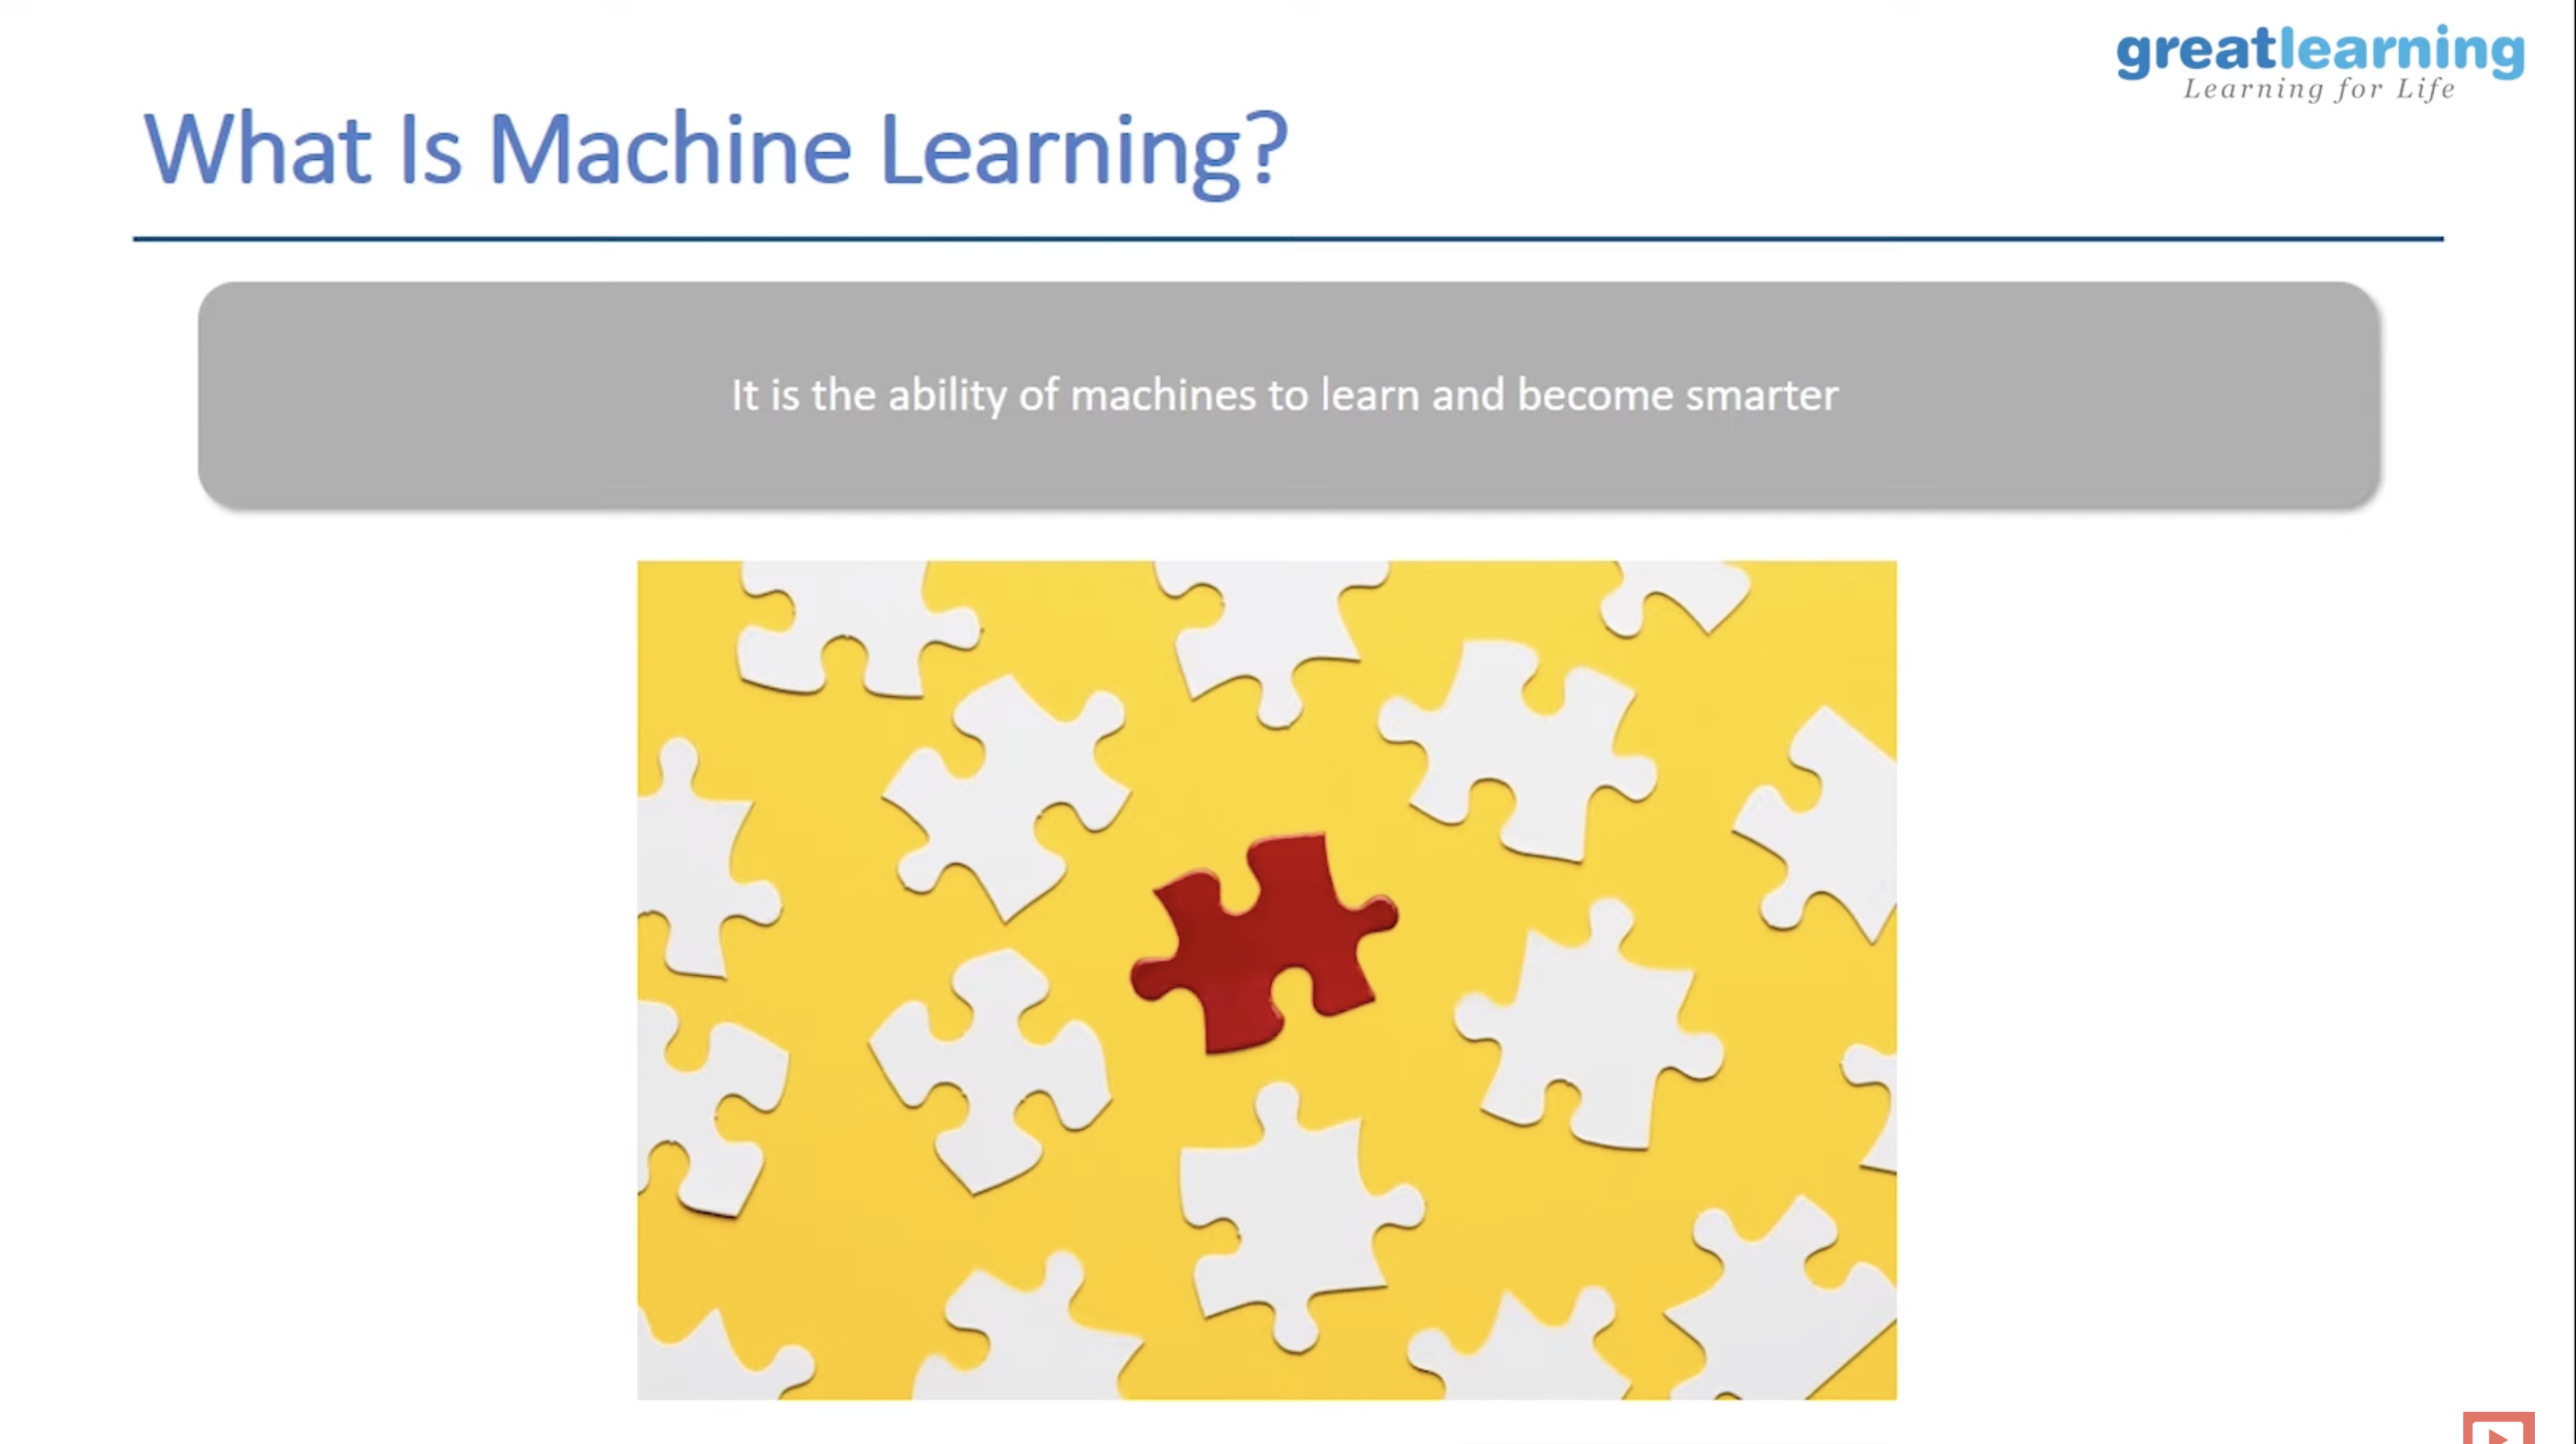 greatlearning
Learning for Life
What Is Machine Learning?
It is the ability of machines to learn and become smarter